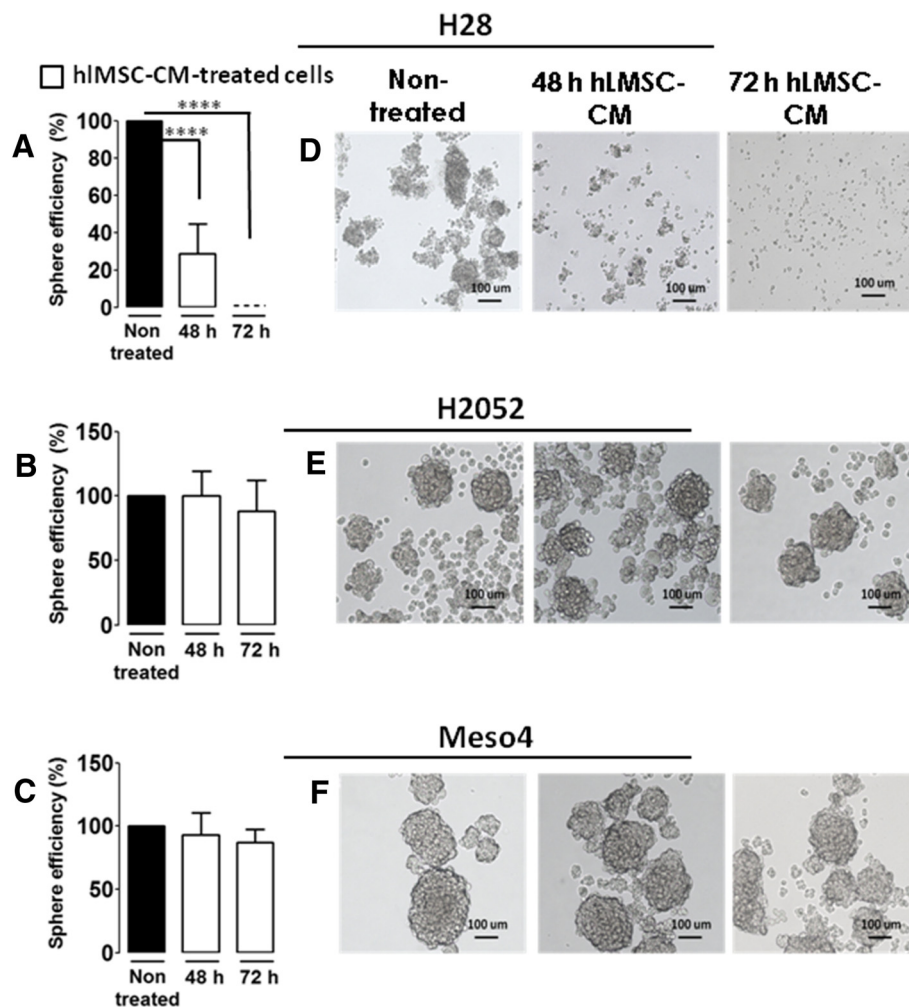 H28
hlMSC-CM-treated cells
Non-treated
48 h hLMSC-CM
72 h hLMSC-CM
A
Sphere efficiency (%)
100
80
60
40
20
0
****
****
Non treated
48 h
72 h
D
100 um
100 um
100 um
H2052
B
Sphere efficiency (%)
150
100
50
0
Non treated
48 h
72 h
E
100 um
100 um
100 um
Meso4
C
Sphere efficiency (%)
150
100
50
0
Non treated
48 h
72 h
F
100 um
100 um
100 um